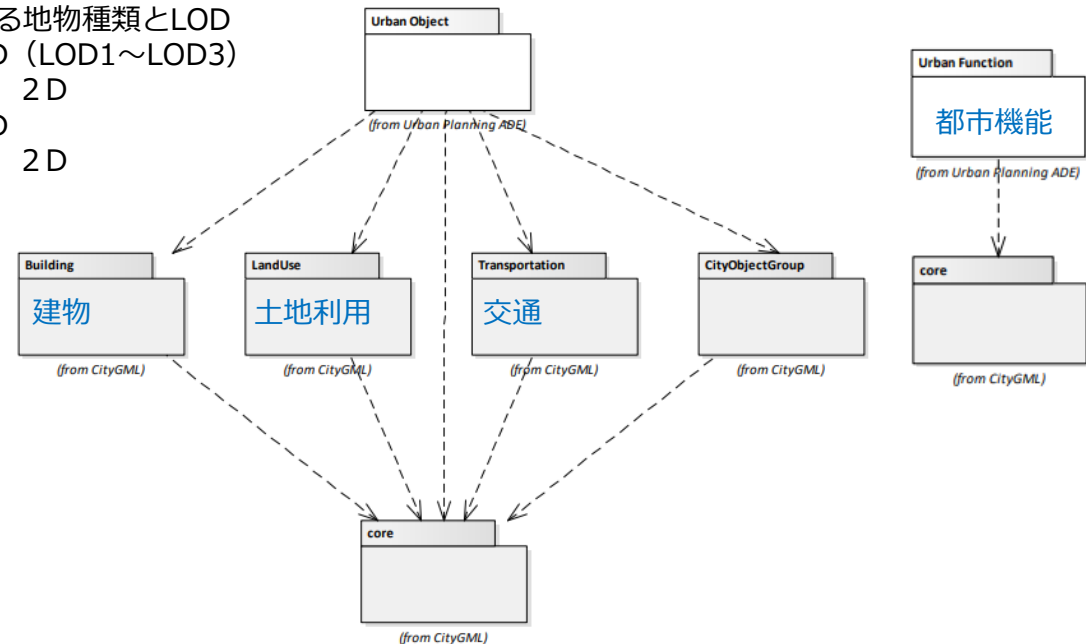 る地物種類とLOD
(LOD1～LOD3)
2D
2D
Urban Object
(from Urban Planning ADE)
Urban Function
都市機能
(from Urban Planning ADE)
Building
建物
(from CityGML)
LandUse
土地利用
(from CityGML)
Transportation
交通
(from CityGML)
CityObjectGroup
(from CityGML)
core
(from CityGML)
core
(from CityGML)